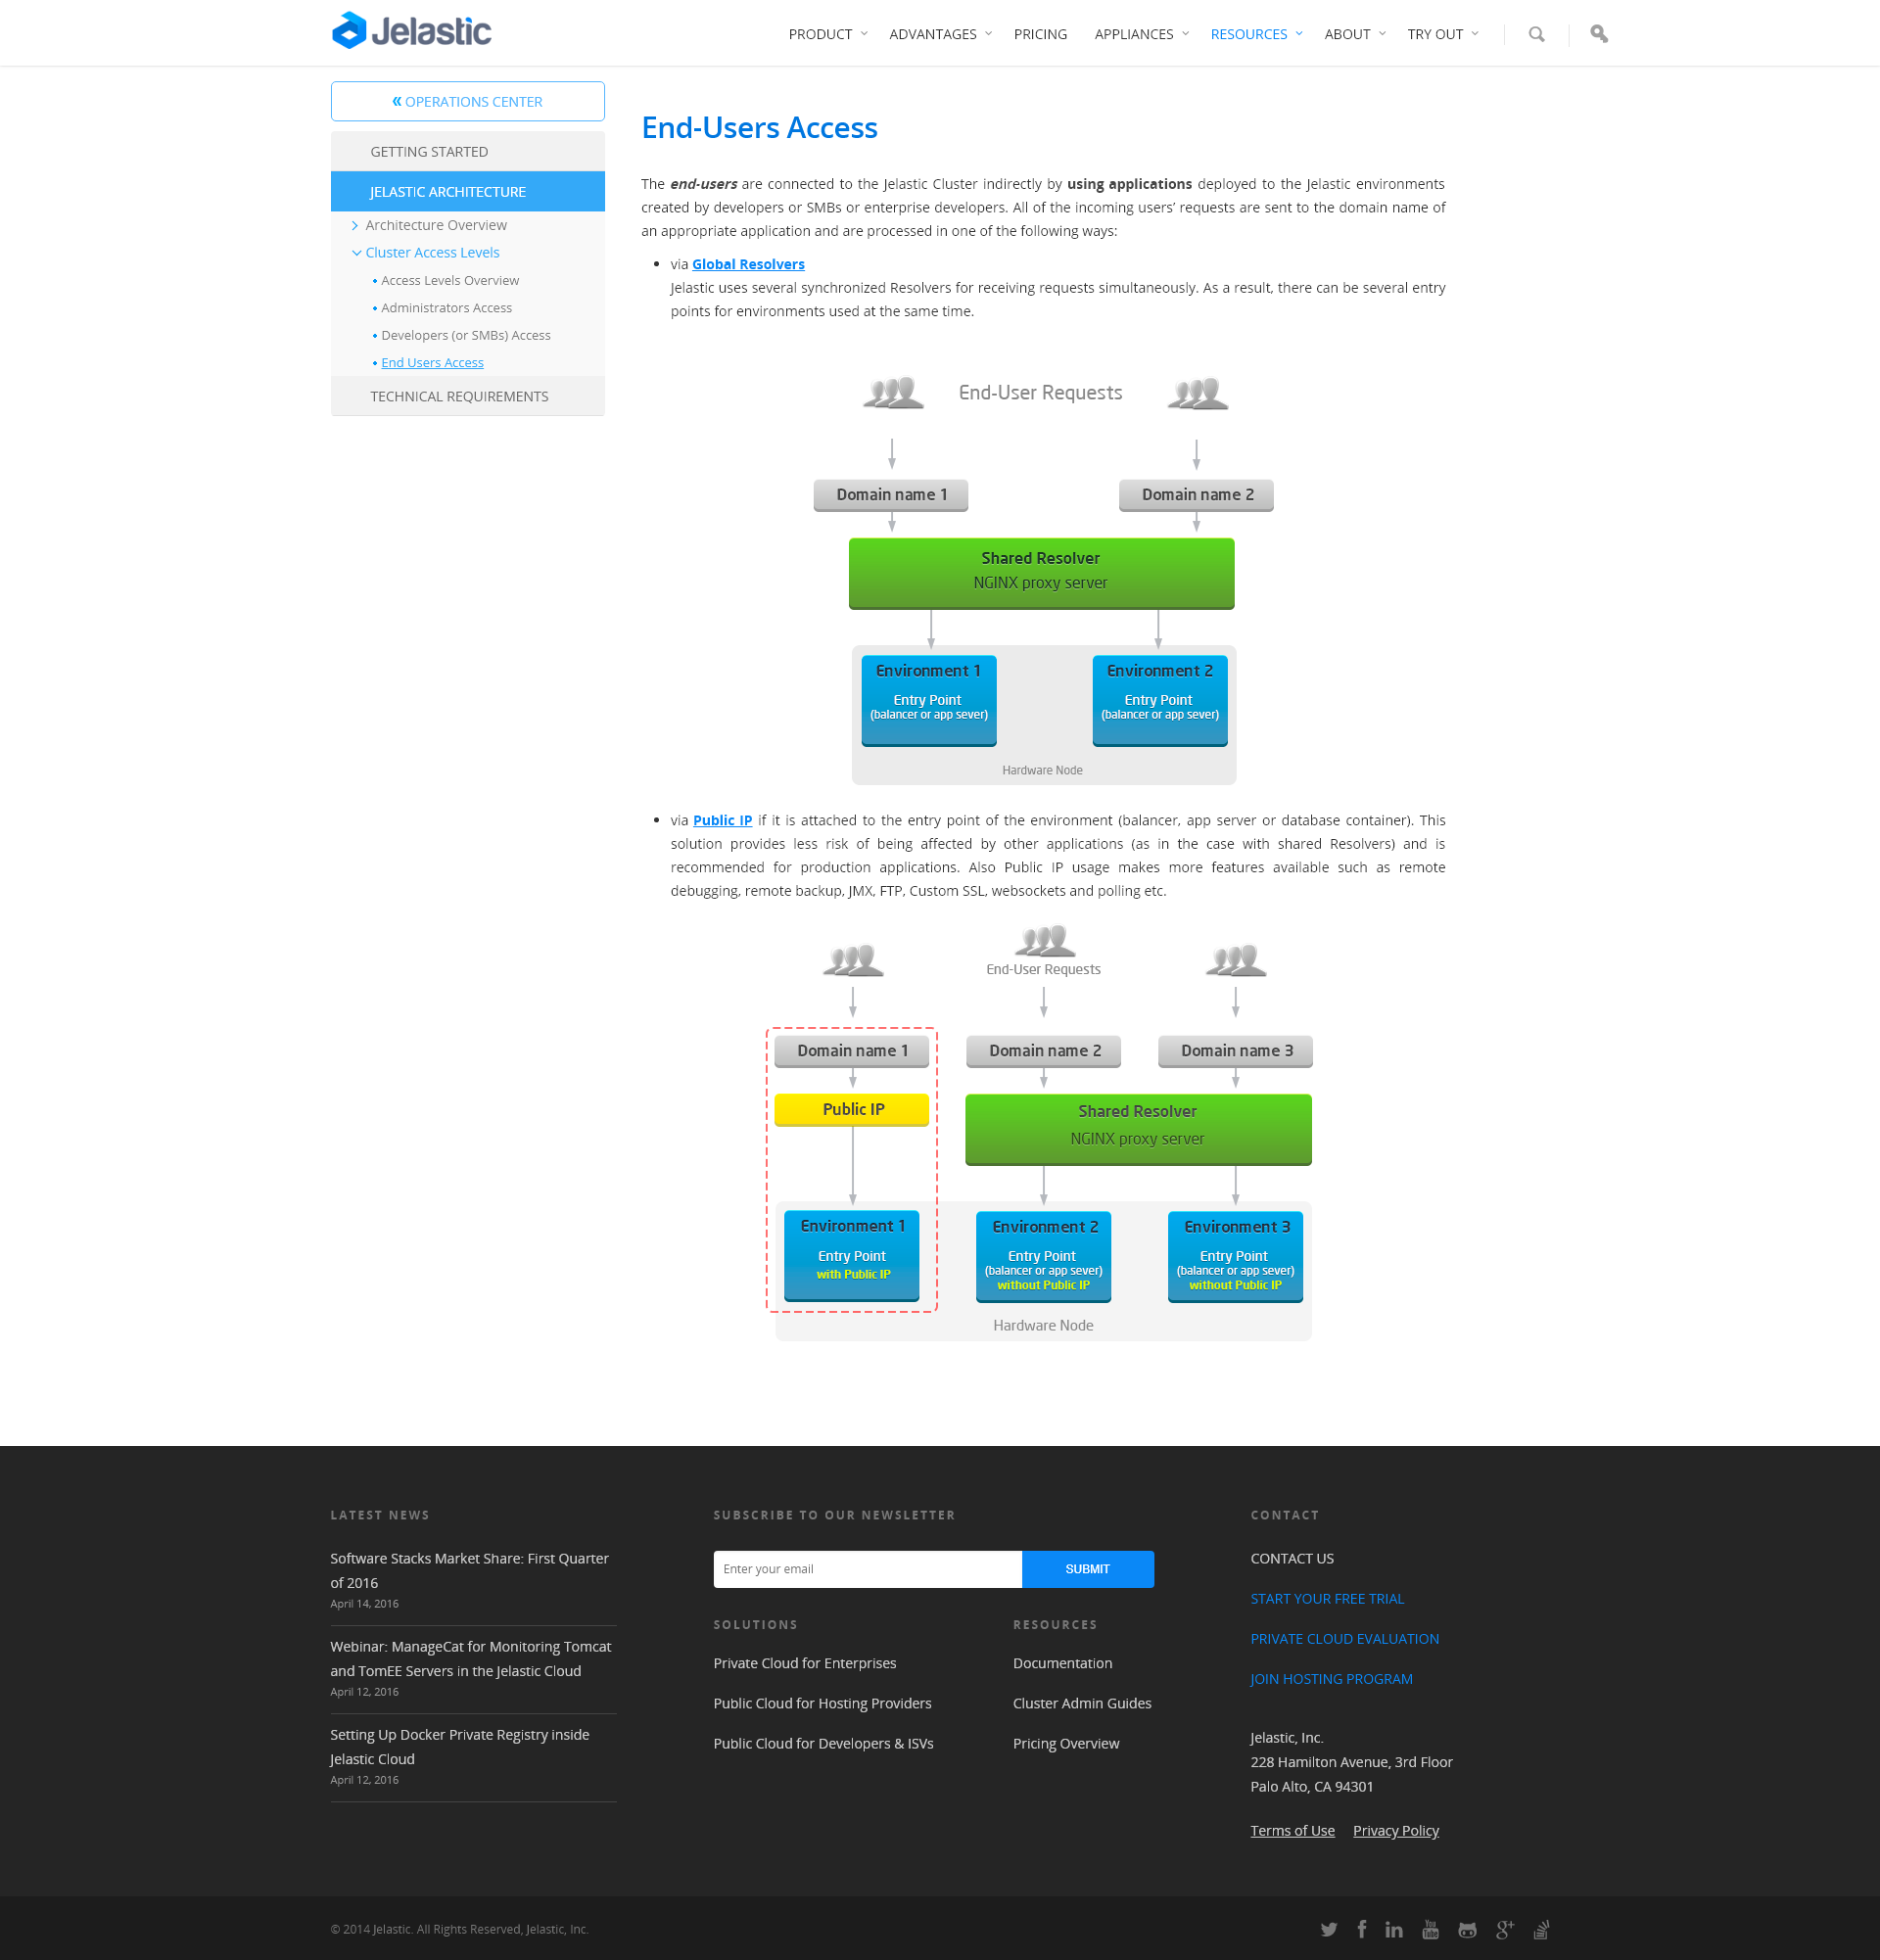 Jelastic
PRODUCT
ADVANTAGES
PRICING
APPLIANCES
RESOURCES
ABOUT
TRY OUT
« OPERATIONS CENTER
GETTING STARTED
JELASTIC ARCHITECTURE
Architecture Overview
Cluster Access Levels
Access Levels Overview
Administrators Access
Developers (or SMBs) Access
End Users Access
TECHNICAL REQUIREMENTS
End-Users Access
The end-users are connected to the Jelastic Cluster indirectly by using applications deployed to the Jelastic environments
created by developers or SMBs or enterprise developers. All of the incoming users’ requests are sent to the domain name of
an appropriate application and are processed in one of the following ways:
• via Global Resolvers
Jelastic uses several synchronized Resolvers for receiving requests simultaneously. As a result, there can be several entry
points for environments used at the same time.
End-User Requests
Domain name 1
Domain name 2
Shared Resolver
NGINX proxy server
Environment 1
Entry Point
(balancer or app sever)
Environment 2
Entry Point
(balancer or app sever)
Hardware Node
• via Public IP if it is attached to the entry point of the environment (balancer, app server or database container). This
solution provides less risk of being affected by other applications (as in the case with shared Resolvers) and is
recommended for production applications. Also Public IP usage makes more features available such as remote
debugging, remote backup, JMX, FTP, Custom SSL, websockets and polling etc.
End-User Requests
Domain name 1
Domain name 2
Domain name 3
Public IP
Shared Resolver
NGINX proxy server
Environment 1
Entry Point
with Public IP
Environment 2
Entry Point
(balancer or app sever)
without Public IP
Environment 3
Entry Point
(balancer or app sever)
without Public IP
Hardware Node
LATEST NEWS
Software Stacks Market Share: First Quarter
of 2016
April 14, 2016
Webinar: ManageCat for Monitoring Tomcat
and TomEE Servers in the Jelastic Cloud
April 12, 2016
Setting Up Docker Private Registry inside
Jelastic Cloud
April 12, 2016
SUBSCRIBE TO OUR NEWSLETTER
Enter your email
SUBMIT
SOLUTIONS
Private Cloud for Enterprises
Public Cloud for Hosting Providers
Public Cloud for Developers & ISVs
RESOURCES
Documentation
Cluster Admin Guides
Pricing Overview
CONTACT
CONTACT US
START YOUR FREE TRIAL
PRIVATE CLOUD EVALUATION
JOIN HOSTING PROGRAM
Jelastic, Inc.
228 Hamilton Avenue, 3rd Floor
Palo Alto, CA 94301
Terms of Use
Privacy Policy
© 2014 Jelastic. All Rights Reserved, Jelastic, Inc.